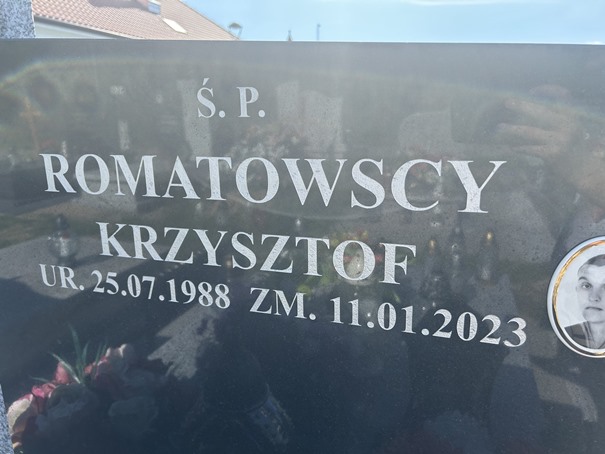 Ś. P.
ROMATOWSCY
KRZYSZTOF
UR. 25.07.1988 ZM. 11.01.2023